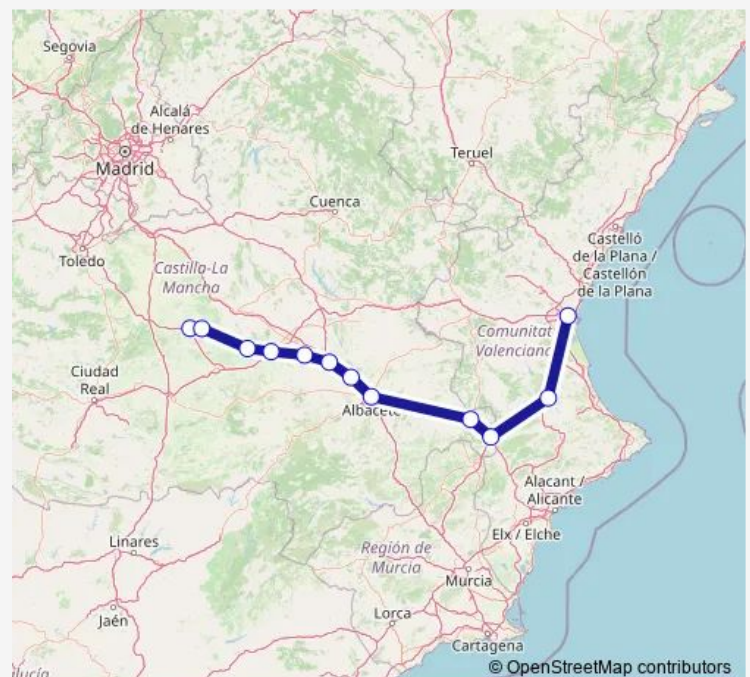 Segovia
Alcalá
de Henares
Madrid
Teruel
Cuenca
Toledo
Castilla-La
Mancha
Castelló
de la Plana /
Castellón
de la Plana
Comunitat
Valenciana
Ciudad
Real
Albacete
Alacant /
Alicante
Elx / Elche
Linares
Región de
Murcia
Murcia
Jaén
Lorca
Cartagena
© OpenStreetMap contributors